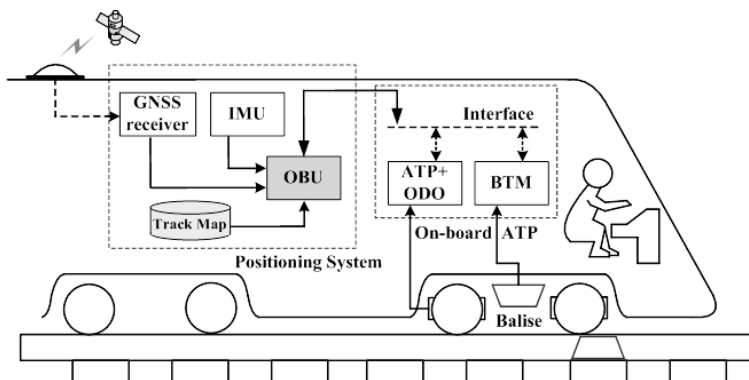 GNSS
receiver
IMU
Interface
OBU
ATP+
ODO
BTM
Track Map
On-board ATP
Positioning System
Balise